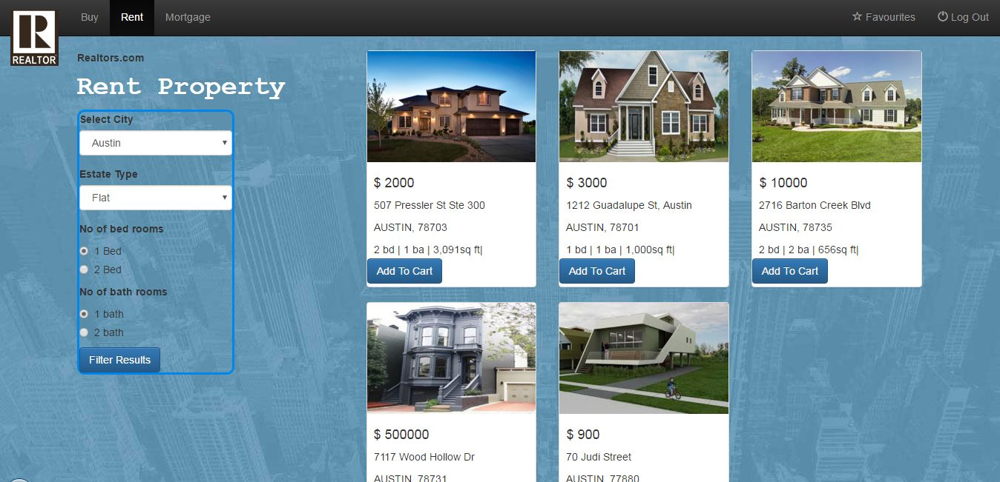 Buy
Rent
Mortgage
Favourites
Log Out
R
REALTOR
Realtors.com
Rent Property
Select City
Austin
Estate Type
Flat
No of bed rooms
1 Bed
2 Bed
No of bath rooms
1 bath
2 bath
Filter Results
$ 2000
507 Pressler St Ste 300
AUSTIN, 78703
2 bd | 1 ba | 3,091sq ft|
Add To Cart
$ 3000
1212 Guadalupe St, Austin
AUSTIN, 78701
1 bd | 1 ba | 1,000sq ft|
Add To Cart
$ 10000
2716 Barton Creek Blvd
AUSTIN, 78735
2 bd | 2 ba | 656sq ft|
Add To Cart
$ 500000
7117 Wood Hollow Dr
AUSTIN, 78731
$ 900
70 Judi Street
AUSTIN, 77880